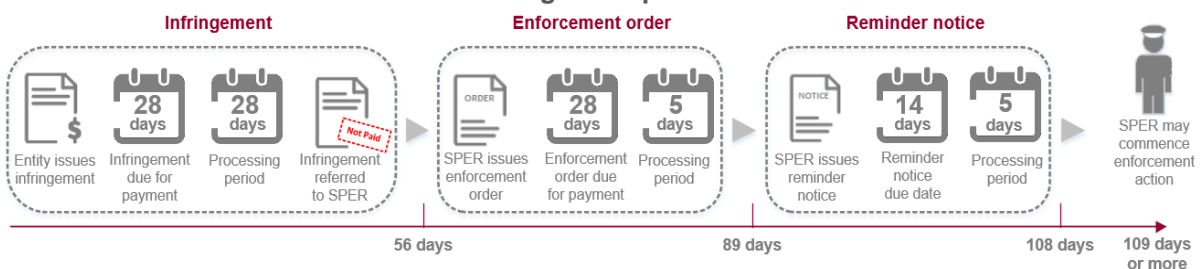 Infringement
Enforcement order
Reminder notice
28
days
28
days
$
Not Paid
Entity issues
infringement
Infringement
due for
payment
Processing
period
Infringement
referred
to SPER
ORDER
28
days
5
days
SPER issues
enforcement
order
Enforcement
order due
for payment
Processing
period
NOTICE
14
days
5
days
SPER issues
reminder
notice
Reminder
notice
due date
Processing
period
SPER may
commence
enforcement
action
56 days
89 days
108 days
109 days
or more